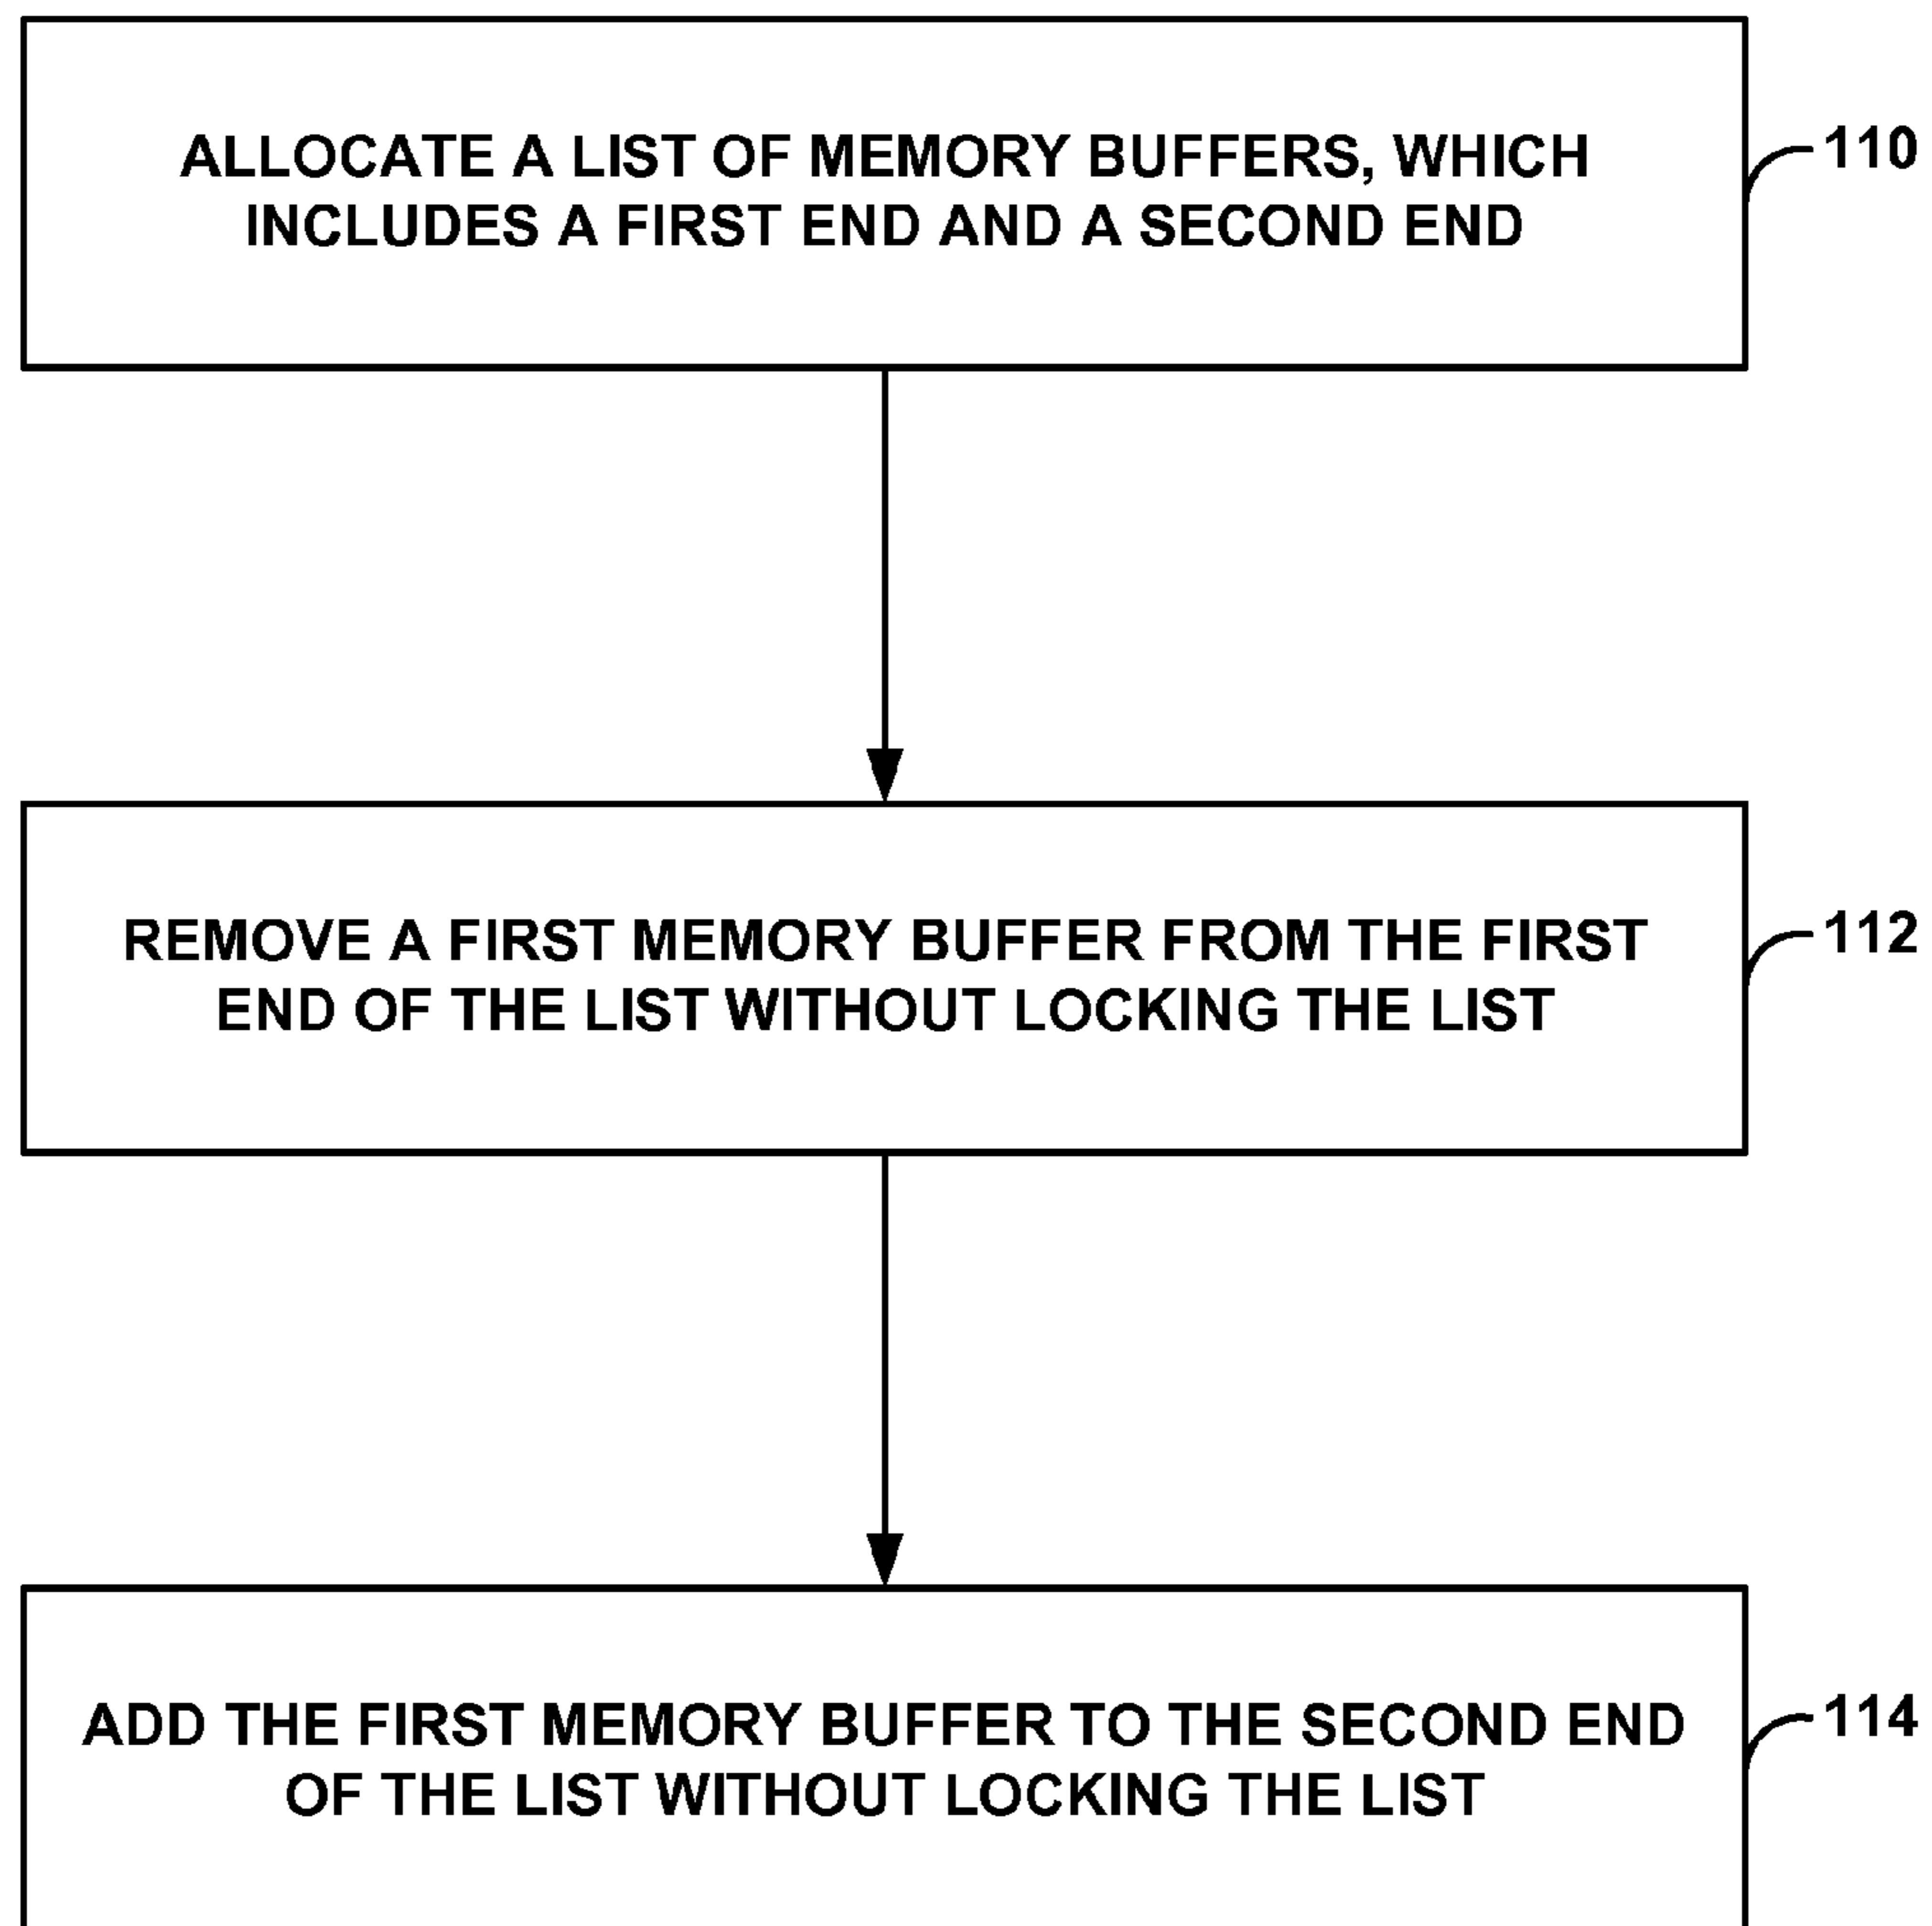 ALLOCATE A LIST OF MEMORY BUFFERS, WHICH
INCLUDES A FIRST END AND A SECOND END
110
REMOVE A FIRST MEMORY BUFFER FROM THE FIRST
END OF THE LIST WITHOUT LOCKING THE LIST
112
ADD THE FIRST MEMORY BUFFER TO THE SECOND END
OF THE LIST WITHOUT LOCKING THE LIST
114